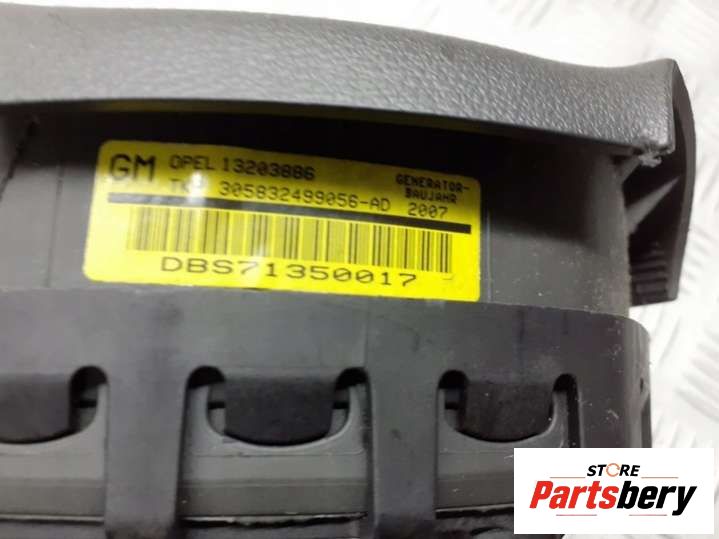 GM OPEL 13203886
305832499056-AD
GENERATOR-
BAUJAHR
2007
DBS71350017
STORE
Partsbery